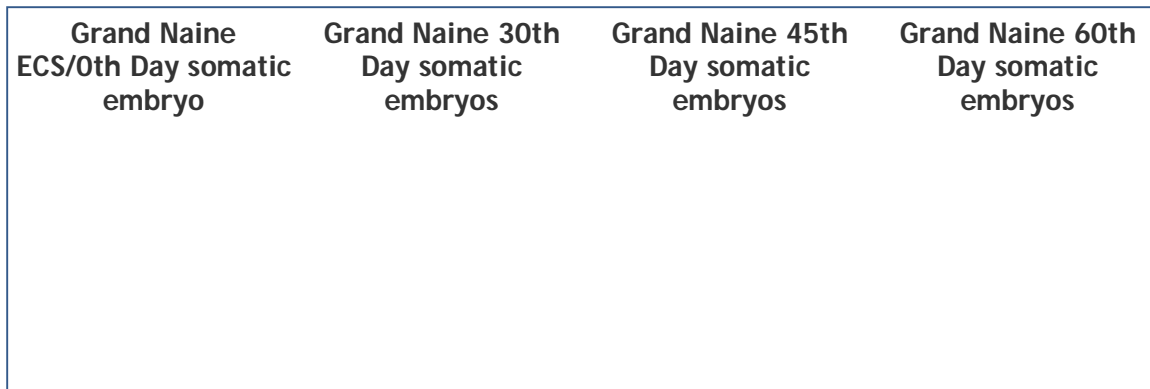 Grand Naine
ECS/0th Day somatic
embryo
Grand Naine 30th
Day somatic
embryos
Grand Naine 45th
Day somatic
embryos
Grand Naine 60th
Day somatic
embryos